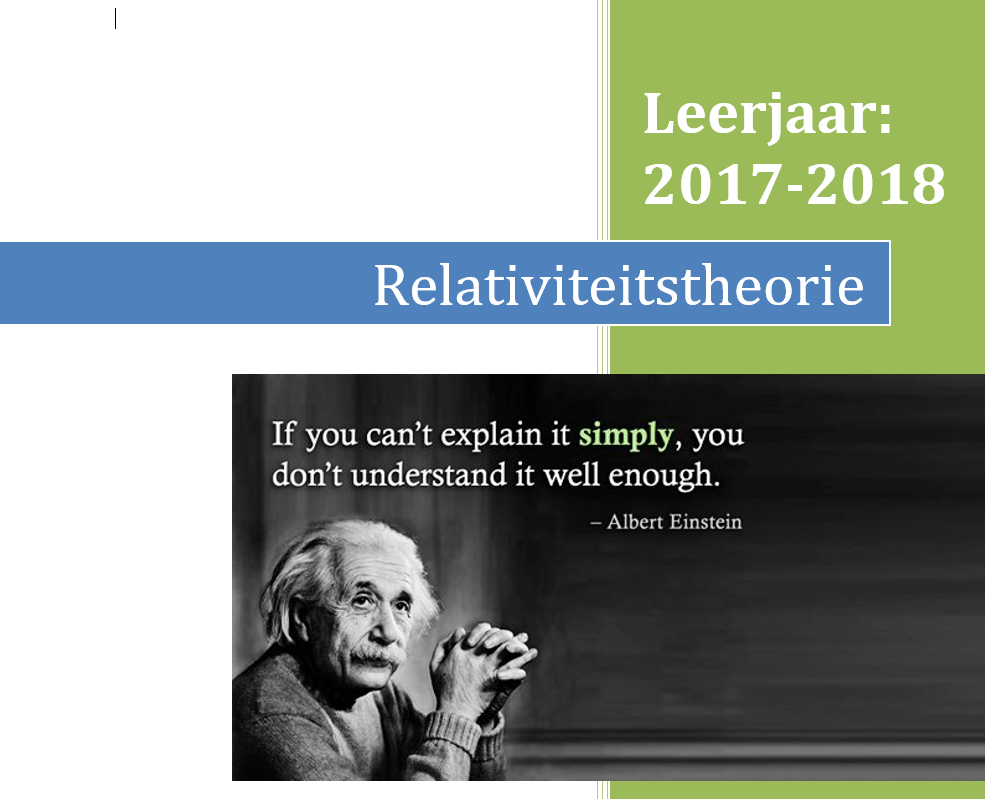 Leerjaar:
2017-2018
Relativiteitstheorie
If you can't explain it simply, you
don't understand it well enough.
– Albert Einstein